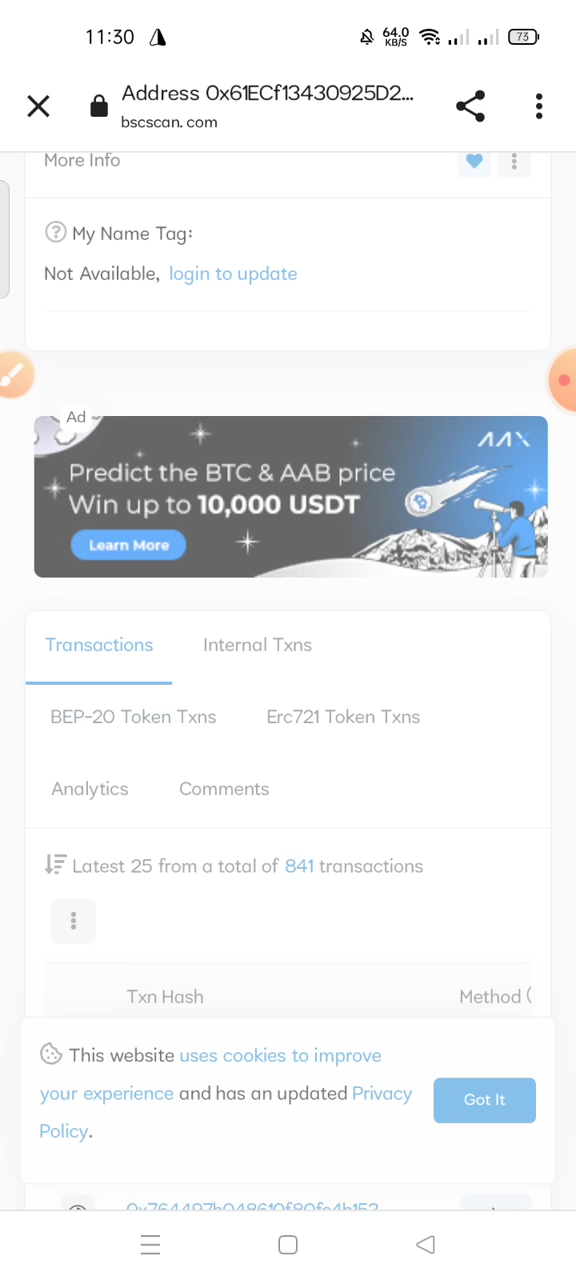 11:30
64.0
KB/S
73
Address 0x61ECf13430925D2...
bscscan.com
More Info
My Name Tag:
Not Available, login to update
Ad
AAX
Predict the BTC & AAB price
Win up to 10,000 USDT
Learn More
Transactions Internal Txns
BEP-20 Token Txns Erc721 Token Txns
Analytics Comments
Latest 25 from a total of 841 transactions
Txn Hash Method
This website uses cookies to improve
your experience and has an updated Privacy
Policy.
Got It